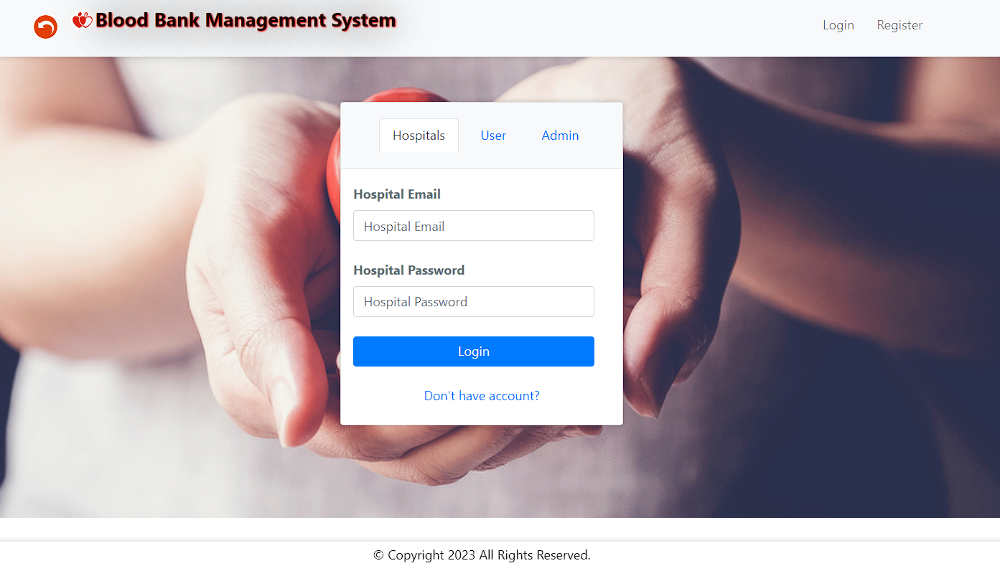 Blood Bank Management System
Login
Register
Hospitals
User
Admin
Hospital Email
Hospital Email
Hospital Password
Hospital Password
Login
Don't have account?
© Copyright 2023 All Rights Reserved.